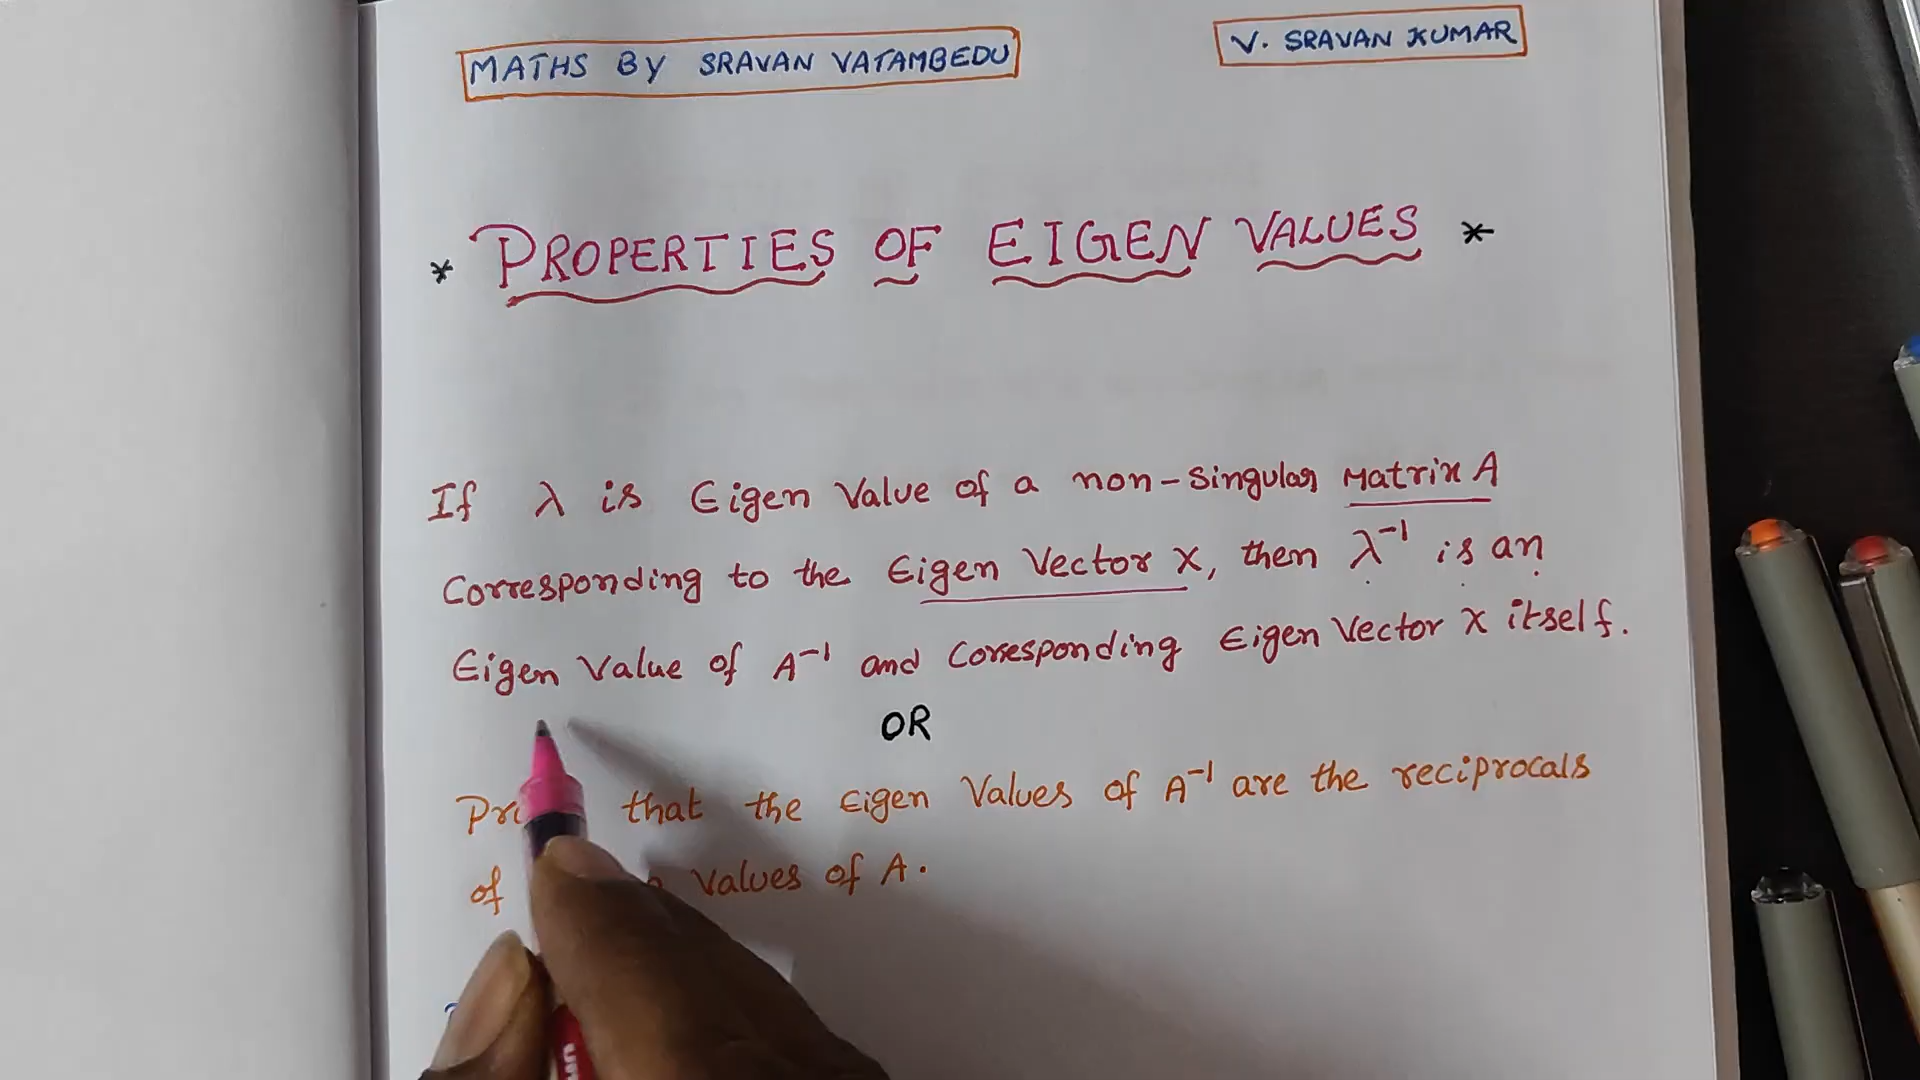 MATHS BY SRAVAN VATAMBEDU
V. SRAVAN KUMAR
* PROPERTIES OF EIGEN VALUES *
If λ is Eigen Value of a non-singular Matrix A
Corresponding to the Eigen Vector X, then λ⁻¹ is an
Eigen Value of A⁻¹ and Corresponding Eigen Vector X itself.
OR
that the Eigen Values of A⁻¹ are the reciprocals
of Values of A.